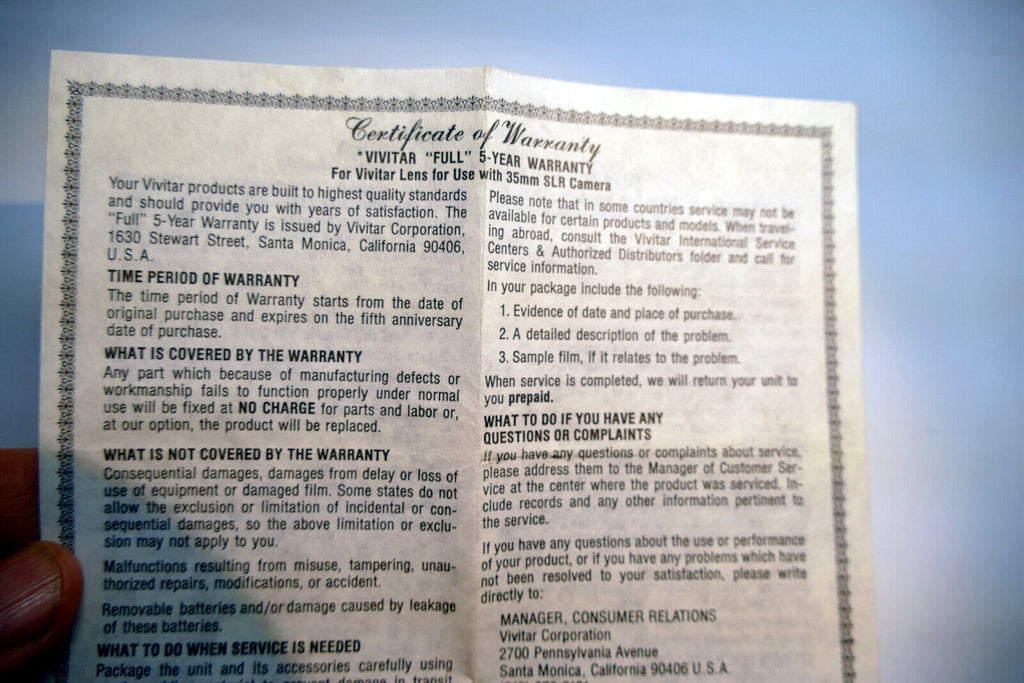 Certificate of Warranty
*VIVITAR “FULL” 5-YEAR WARRANTY
For Vivitar Lens for Use with 35mm SLR Camera
Your Vivitar products are built to highest quality standards
and should provide you with years of satisfaction. The
“Full” 5-Year Warranty is issued by Vivitar Corporation,
1630 Stewart Street, Santa Monica, California 90406,
U.S.A.
TIME PERIOD OF WARRANTY
The time period of Warranty starts from the date of
original purchase and expires on the fifth anniversary
date of purchase.
WHAT IS COVERED BY THE WARRANTY
Any part which because of manufacturing defects or
workmanship fails to function properly under normal
use will be fixed at NO CHARGE for parts and labor or,
at our option, the product will be replaced.
WHAT IS NOT COVERED BY THE WARRANTY
Consequential damages, damages from delay or loss of
use of equipment or damaged film. Some states do not
allow the exclusion or limitation of incidental or con-
sequential damages, so the above limitation or exclu-
sion may not apply to you.
Malfunctions resulting from misuse, tampering, unau-
thorized repairs, modifications, or accident.
Removable batteries and/or damage caused by leakage
of these batteries.
WHAT TO DO WHEN SERVICE IS NEEDED
Package the unit and its accessories carefully using
to prevent damage in transit
Please note that in some countries service may not be
available for certain products and models. When travel-
ing abroad, consult the Vivitar International Service
Centers & Authorized Distributors folder and call for
service information.
In your package include the following:
1. Evidence of date and place of purchase.
2. A detailed description of the problem.
3. Sample film, if it relates to the problem.
When service is completed, we will return your unit to
you prepaid.
WHAT TO DO IF YOU HAVE ANY
QUESTIONS OR COMPLAINTS
If you have any questions or complaints about service,
please address them to the Manager of Customer Ser-
vice at the center where the product was serviced. In-
clude records and any other information pertinent to
the service.
If you have any questions about the use or performance
of your product, or if you have any problems which have
not been resolved to your satisfaction, please write
directly to:
MANAGER, CONSUMER RELATIONS
Vivitar Corporation
2700 Pennsylvania Avenue
Santa Monica, California 90406 U.S.A.